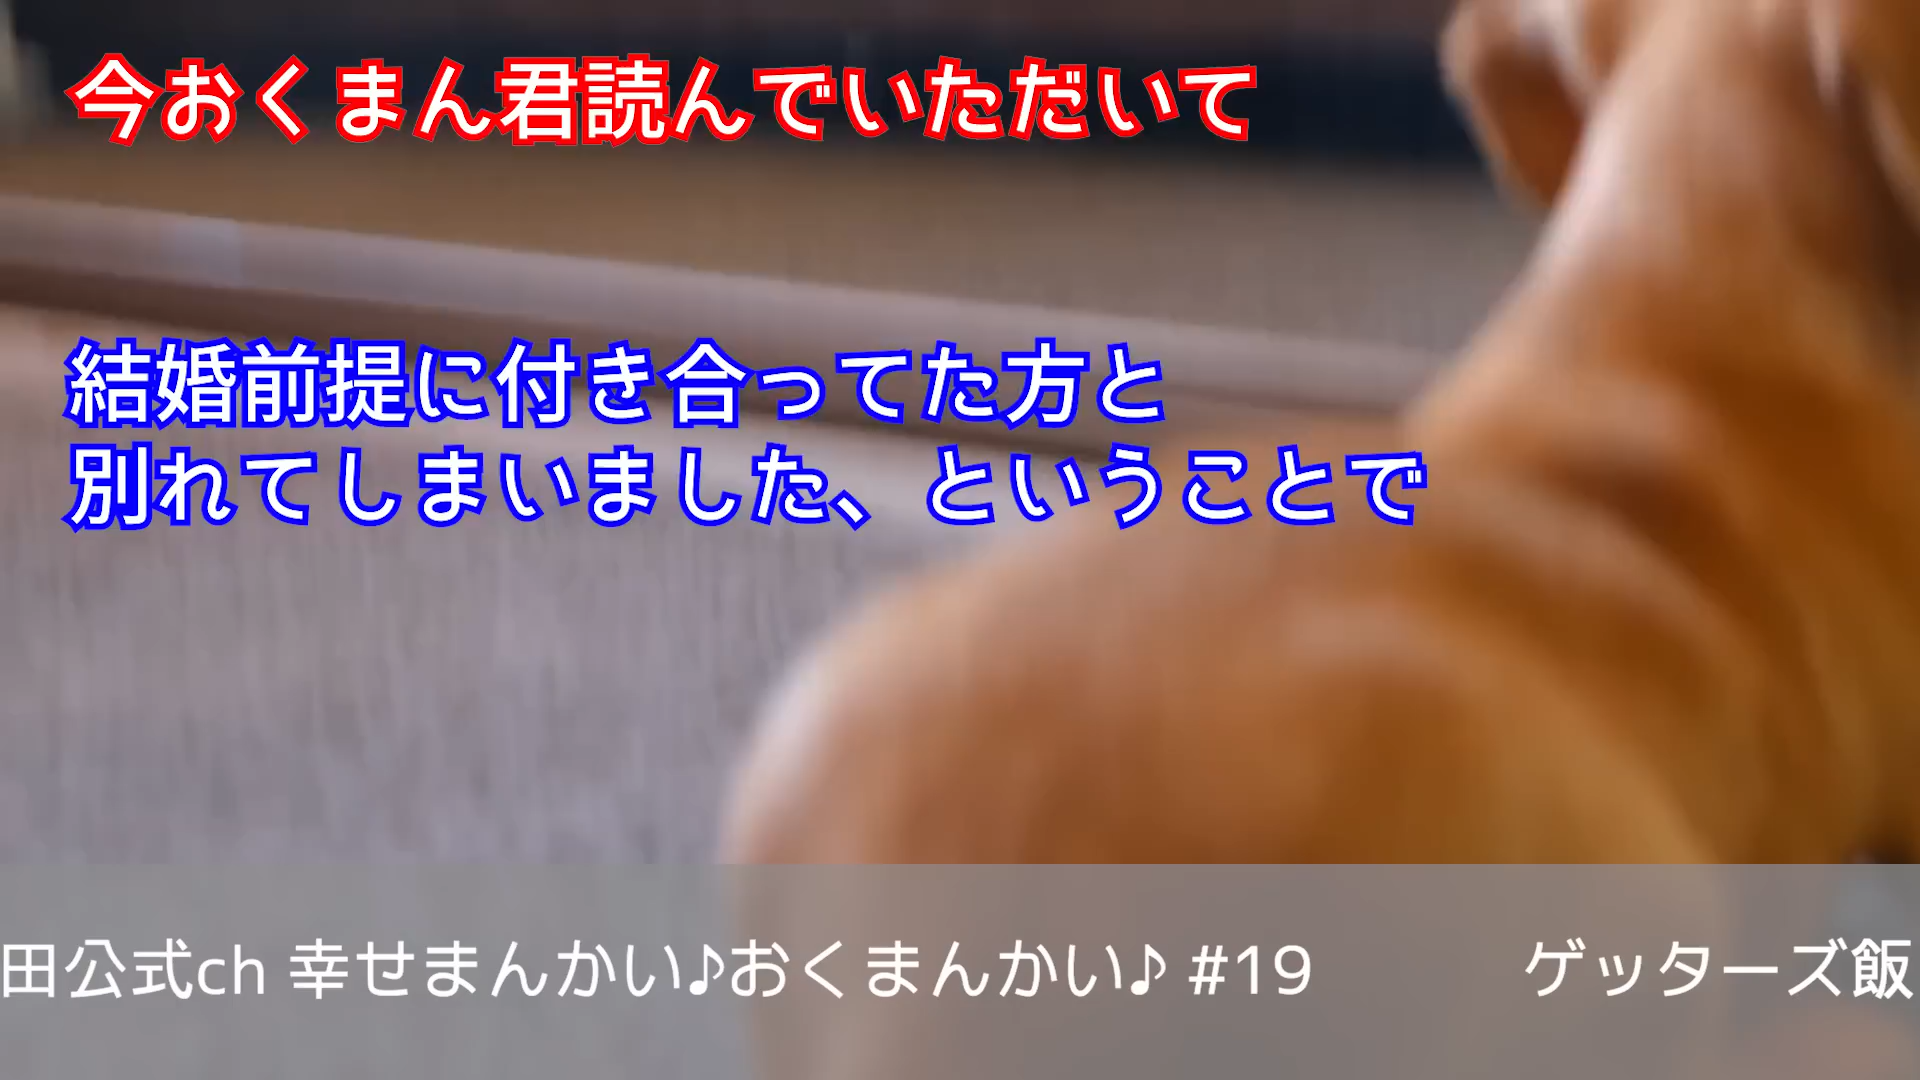 今おくまん君読んでいただいて
結婚前提に付き合ってた方と
別れてしまいました、ということで
田公式ch 幸せまんかい♪おくまんかい♪ #19 ゲッターズ飯